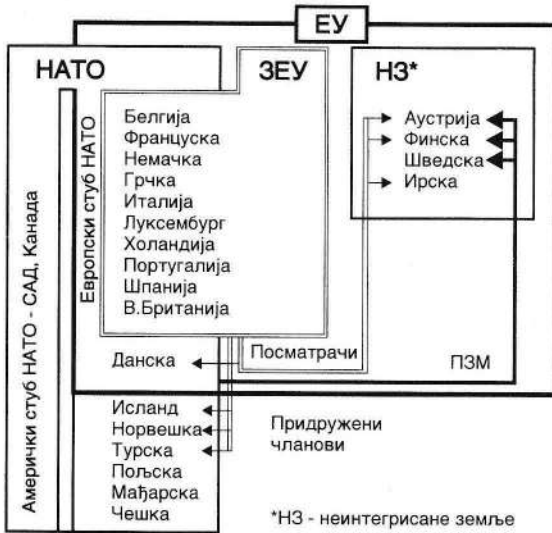 ЕУ
НАТО
ЗЕУ
НЗ*
Амерички стуб НАТО - САД, Канада
Европски стуб НАТО
Белгија
Француска
Немачка
Грчка
Италија
Луксембург
Холандија
Португалија
Шпанија
В.Британија
Аустрија
Финска
Шведска
Ирска
Данска
Посматрачи
ПЗМ
Исланд
Норвешка
Турска
Пољска
Мађарска
Чешка
Придружени
чланови
*НЗ - неинтегрисане земље